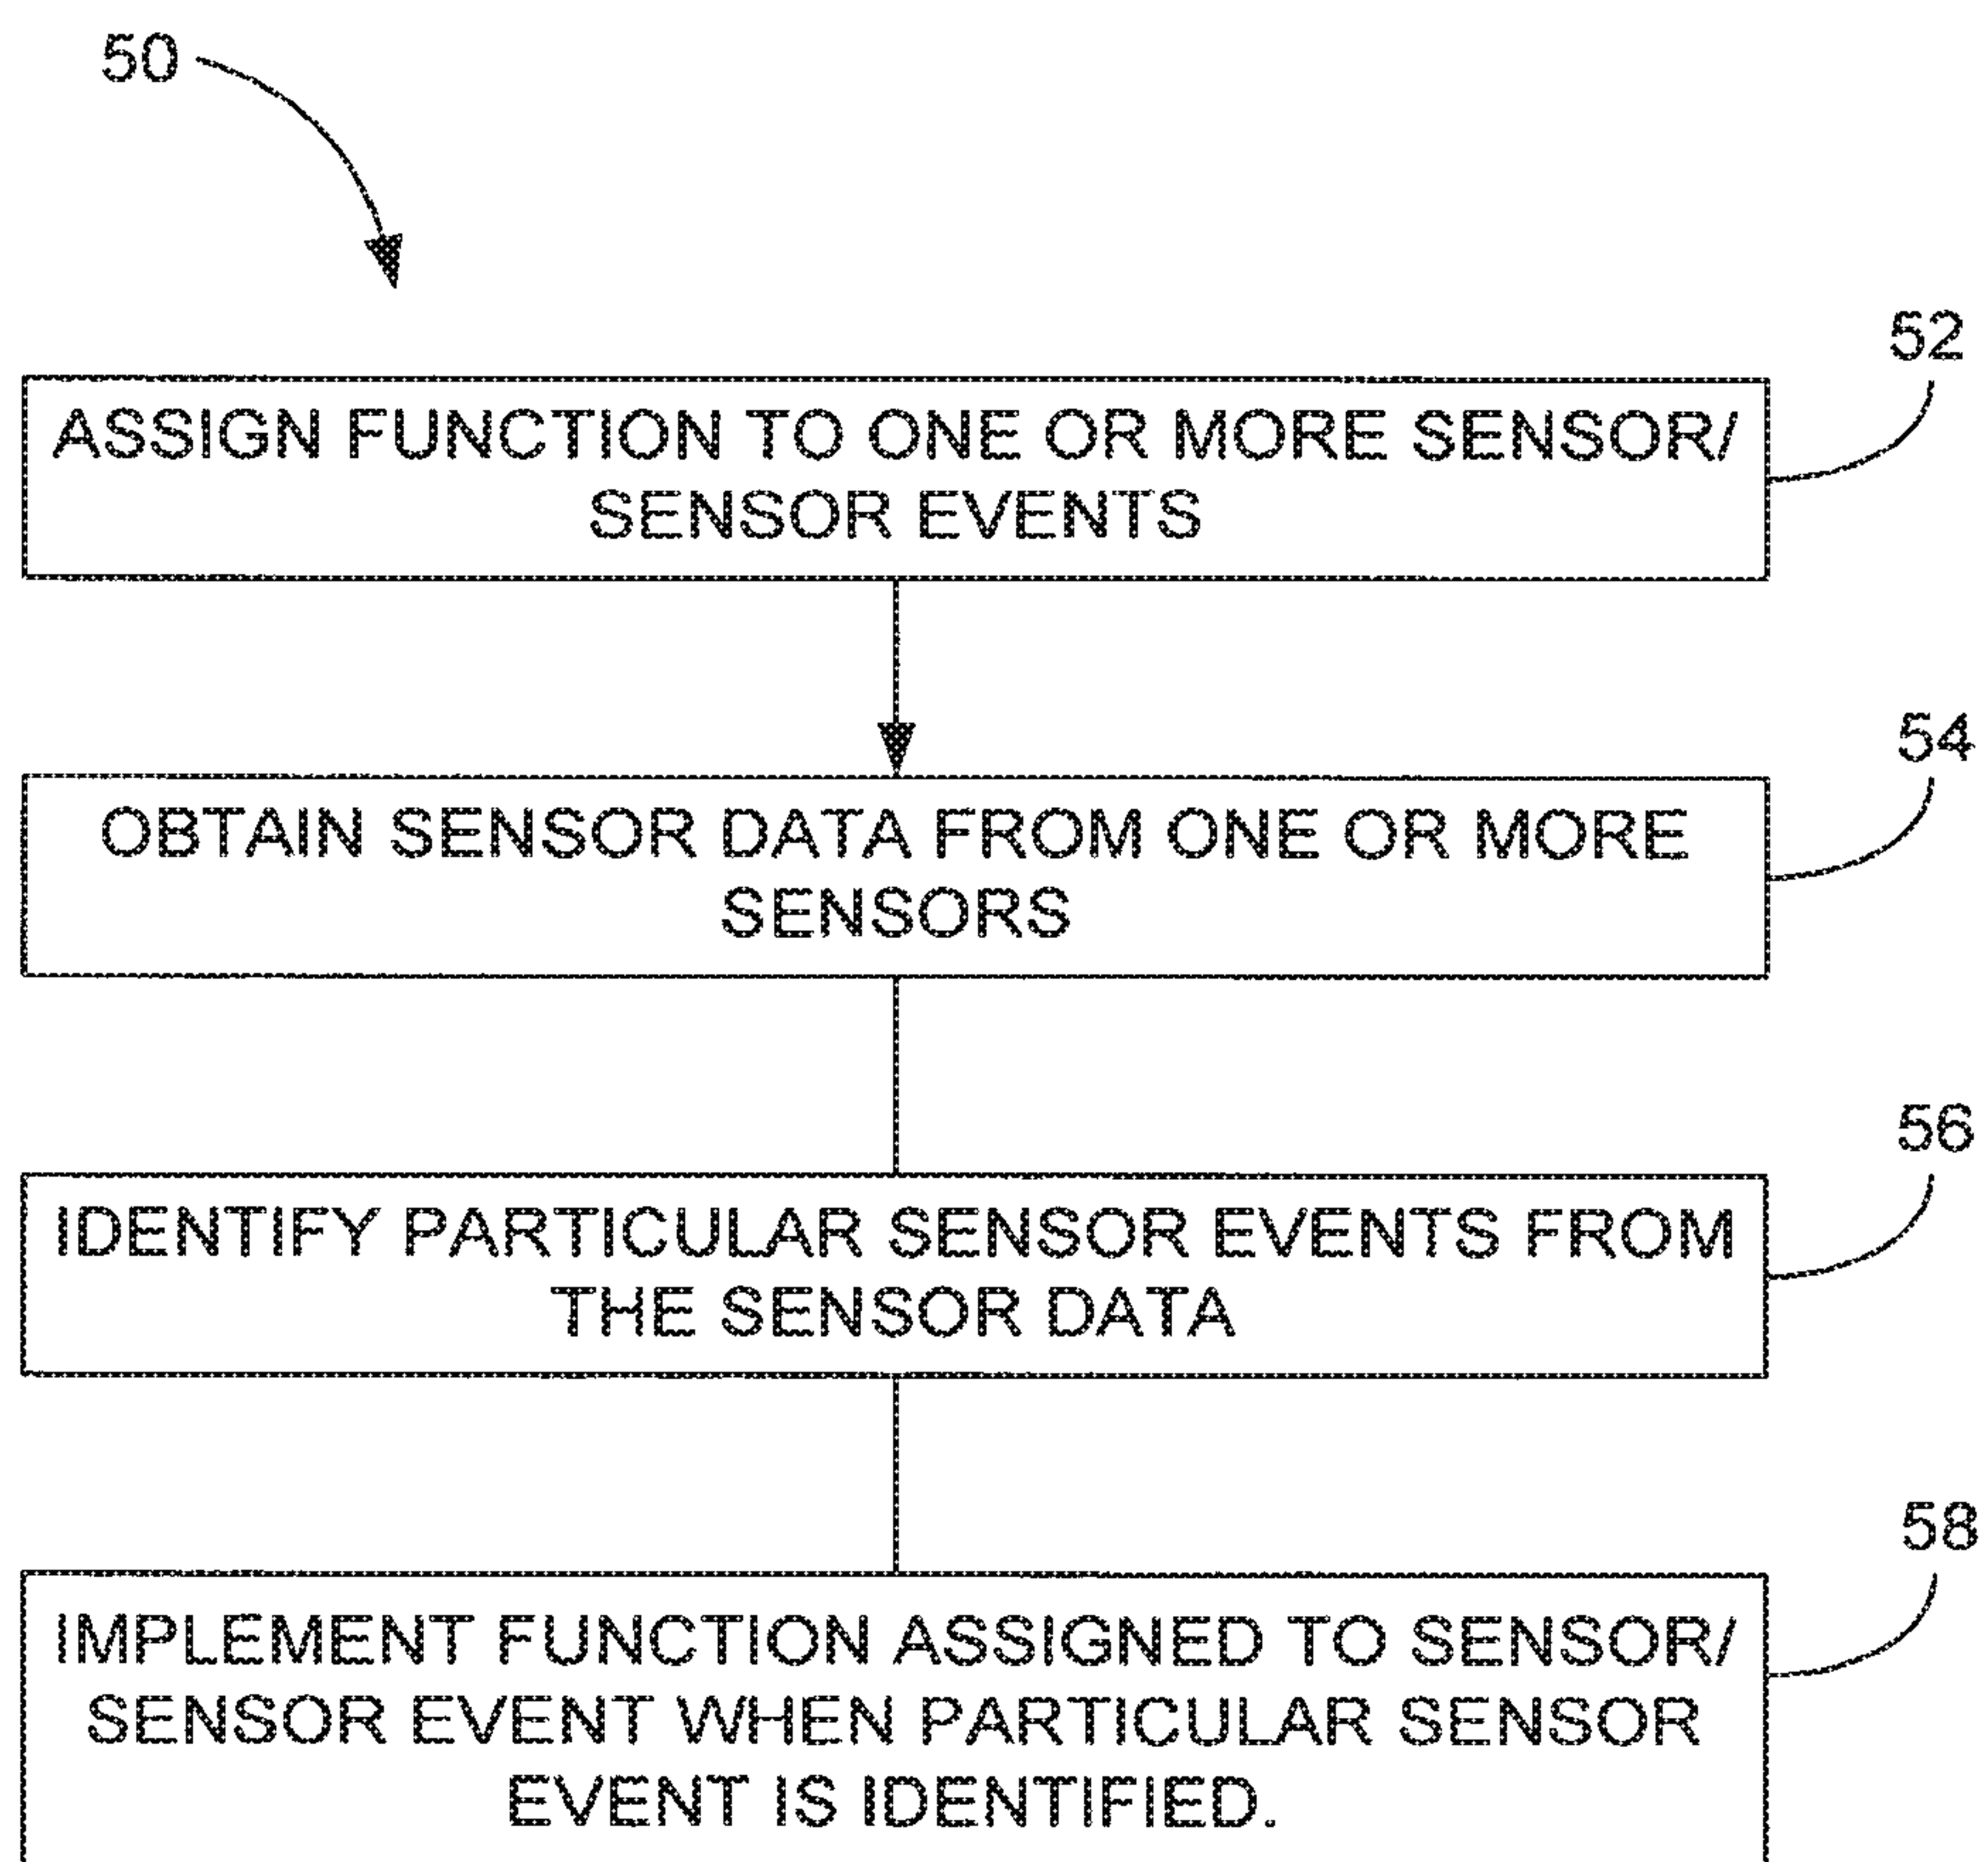 50
52
ASSIGN FUNCTION TO ONE OR MORE SENSOR/
SENSOR EVENTS
54
OBTAIN SENSOR DATA FROM ONE OR MORE
SENSORS
56
IDENTIFY PARTICULAR SENSOR EVENTS FROM
THE SENSOR DATA
58
IMPLEMENT FUNCTION ASSIGNED TO SENSOR/
SENSOR EVENT WHEN PARTICULAR SENSOR
EVENT IS IDENTIFIED.